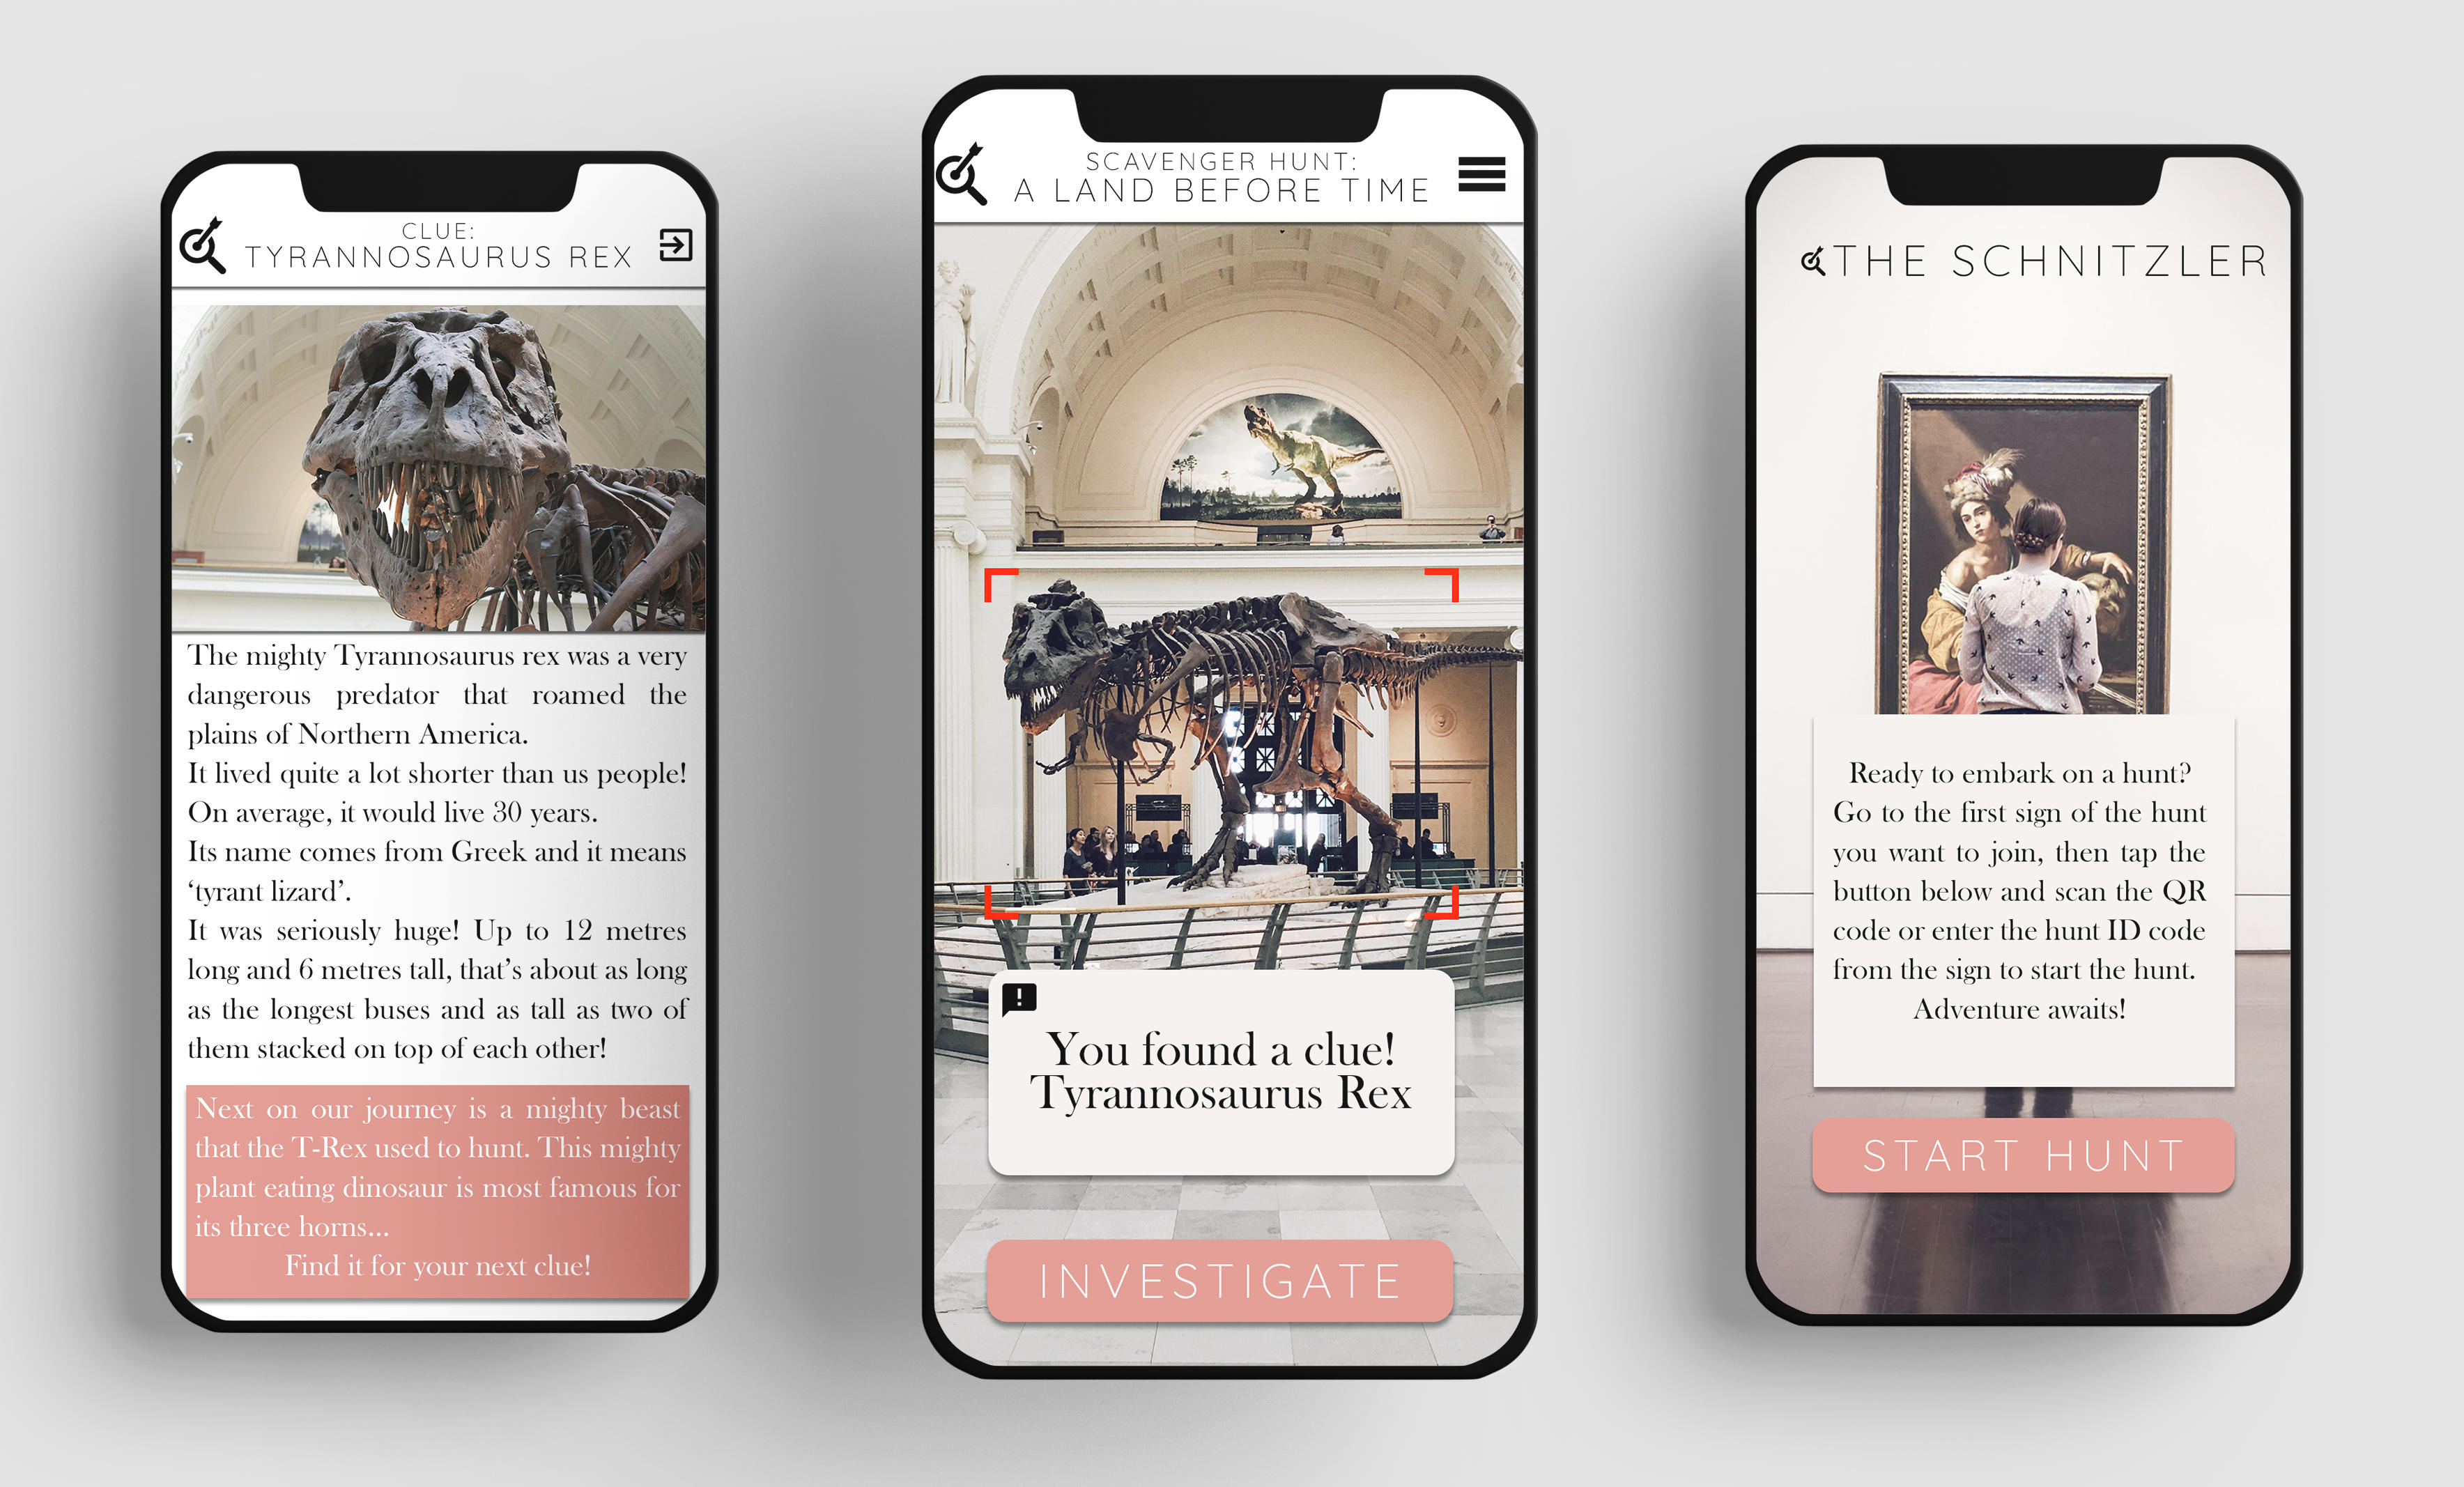 CLUE:
TYRANNOSAURUS REX
The mighty Tyrannosaurus rex was a very
dangerous predator that roamed the
plains of Northern America.
It lived quite a lot shorter than us people!
On average, it would live 30 years.
Its name comes from Greek and it means
‘tyrant lizard’.
It was seriously huge! Up to 12 metres
long and 6 metres tall, that’s about as long
as the longest buses and as tall as two of
them stacked on top of each other!
Next on our journey is a mighty beast
that the T-Rex used to hunt. This mighty
plant eating dinosaur is most famous for
its three horns...
Find it for your next clue!
SCAVENGER HUNT:
A LAND BEFORE TIME
You found a clue!
Tyrannosaurus Rex
INVESTIGATE
THE SCHNITZLER
Ready to embark on a hunt?
Go to the first sign of the hunt
you want to join, then tap the
button below and scan the QR
code or enter the hunt ID code
from the sign to start the hunt.
Adventure awaits!
START HUNT